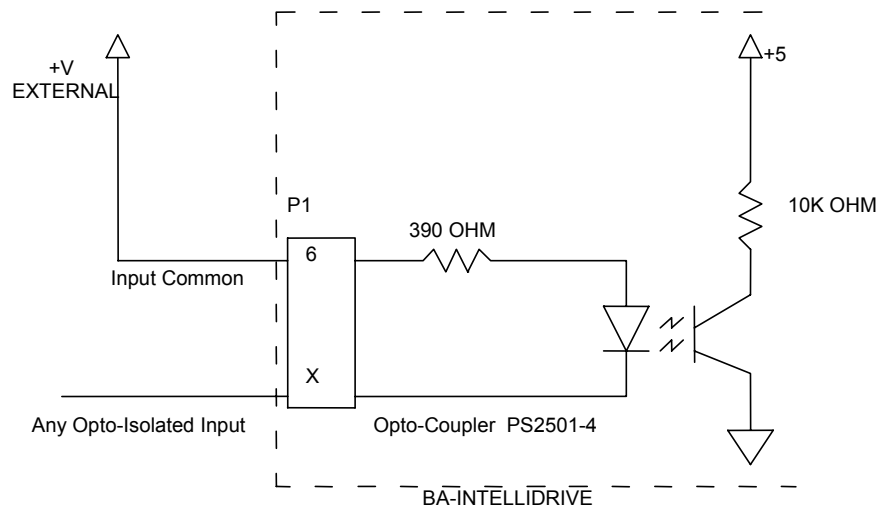 +V
EXTERNAL
+5
P1
390 OHM
10K OHM
6
Input Common
X
Any Opto-Isolated Input
Opto-Coupler PS2501-4
BA-INTELLIDRIVE